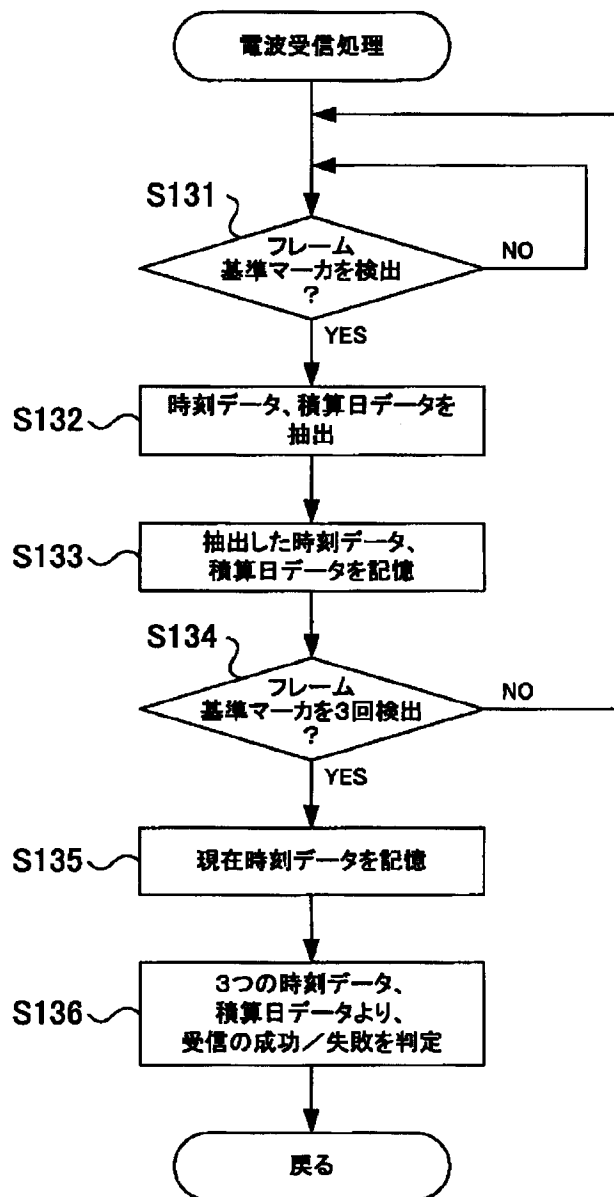 電波受信処理
S131
フレーム
基準マーカを検出
?
NO
YES
S132
時刻データ、積算日データを
抽出
S133
抽出した時刻データ、
積算日データを記憶
S134
フレーム
基準マーカを3回検出
?
NO
YES
S135
現在時刻データを記憶
S136
3つの時刻データ、
積算日データより、
受信の成功/失敗を判定
戻る